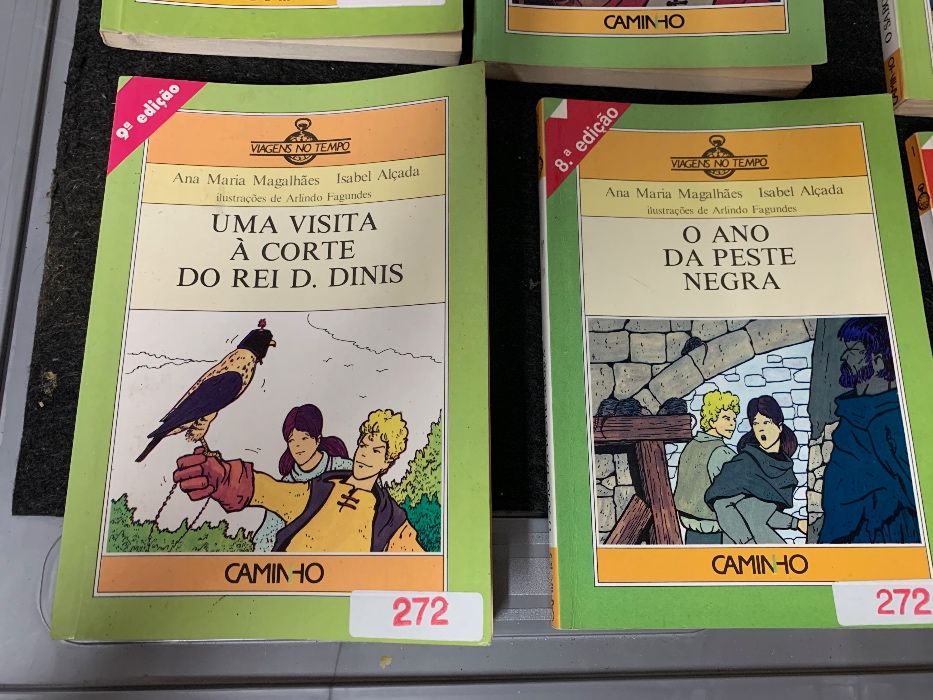 CAMINHO
9ª edição
VIAGENS NO TEMPO
Ana Maria Magalhães Isabel Alçada
ilustrações de Arlindo Fagundes
UMA VISITA
À CORTE
DO REI D. DINIS
CAMINHO
272
8.ª edição
VIAGENS NO TEMPO
Ana Maria Magalhães Isabel Alçada
ilustrações de Arlindo Fagundes
O ANO
DA PESTE
NEGRA
CAMINHO
272